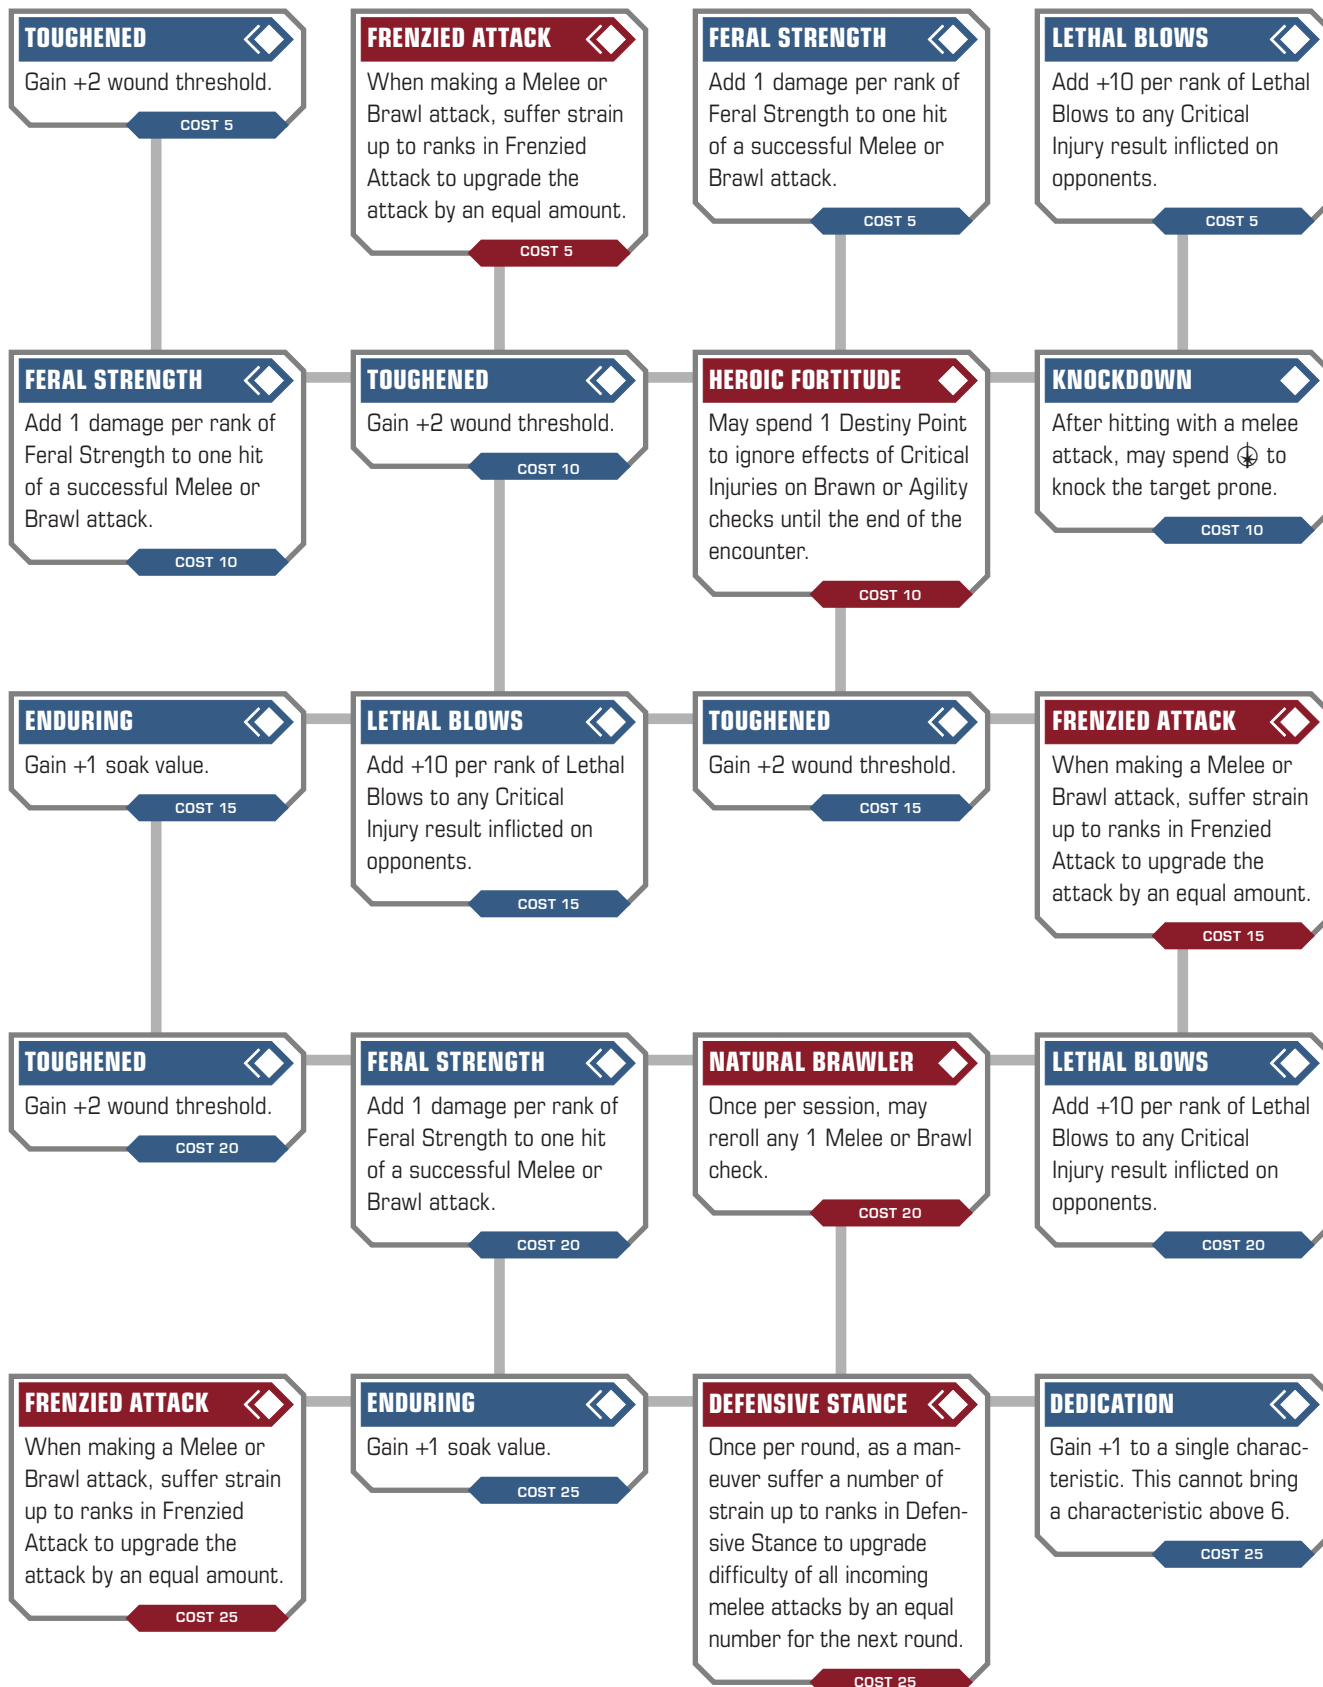 TOUGHENED
Gain +2 wound threshold.
COST 5
FRENZIED ATTACK
When making a Melee or
Brawl attack, suffer strain
up to ranks in Frenzied
Attack to upgrade the
attack by an equal amount.
COST 5
FERAL STRENGTH
Add 1 damage per rank of
Feral Strength to one hit
of a successful Melee or
Brawl attack.
COST 5
LETHAL BLOWS
Add +10 per rank of Lethal
Blows to any Critical
Injury result inflicted on
opponents.
COST 5
FERAL STRENGTH
Add 1 damage per rank of
Feral Strength to one hit
of a successful Melee or
Brawl attack.
COST 10
TOUGHENED
Gain +2 wound threshold.
COST 10
HEROIC FORTITUDE
May spend 1 Destiny Point
to ignore effects of Critical
Injuries on Brawn or Agility
checks until the end of the
encounter.
COST 10
KNOCKDOWN
After hitting with a melee
attack, may spend to
knock the target prone.
COST 10
ENDURING
Gain +1 soak value.
COST 15
LETHAL BLOWS
Add +10 per rank of Lethal
Blows to any Critical
Injury result inflicted on
opponents.
COST 15
TOUGHENED
Gain +2 wound threshold.
COST 15
FRENZIED ATTACK
When making a Melee or
Brawl attack, suffer strain
up to ranks in Frenzied
Attack to upgrade the
attack by an equal amount.
COST 15
TOUGHENED
Gain +2 wound threshold.
COST 20
FERAL STRENGTH
Add 1 damage per rank of
Feral Strength to one hit
of a successful Melee or
Brawl attack.
COST 20
NATURAL BRAWLER
Once per session, may
reroll any 1 Melee or Brawl
check.
COST 20
LETHAL BLOWS
Add +10 per rank of Lethal
Blows to any Critical
Injury result inflicted on
opponents.
COST 20
FRENZIED ATTACK
When making a Melee or
Brawl attack, suffer strain
up to ranks in Frenzied
Attack to upgrade the
attack by an equal amount.
COST 25
ENDURING
Gain +1 soak value.
COST 25
DEFENSIVE STANCE
Once per round, as a man-
euver suffer a number of
strain up to ranks in Defen-
sive Stance to upgrade
difficulty of all incoming
melee attacks by an equal
number for the next round.
COST 25
DEDICATION
Gain +1 to a single charac-
teristic. This cannot bring
a characteristic above 6.
COST 25